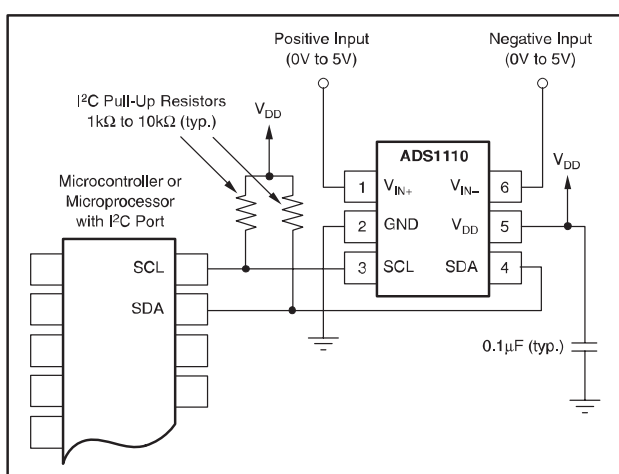 Positive Input
(0V to 5V)
Negative Input
(0V to 5V)
I²C Pull-Up Resistors
1kΩ to 10kΩ (typ.)
V_DD
ADS1110
V_DD
Microcontroller or
Microprocessor
with I²C Port
1 V_IN+ V_IN– 6
2 GND V_DD 5
3 SCL SDA 4
SCL
SDA
0.1μF (typ.)